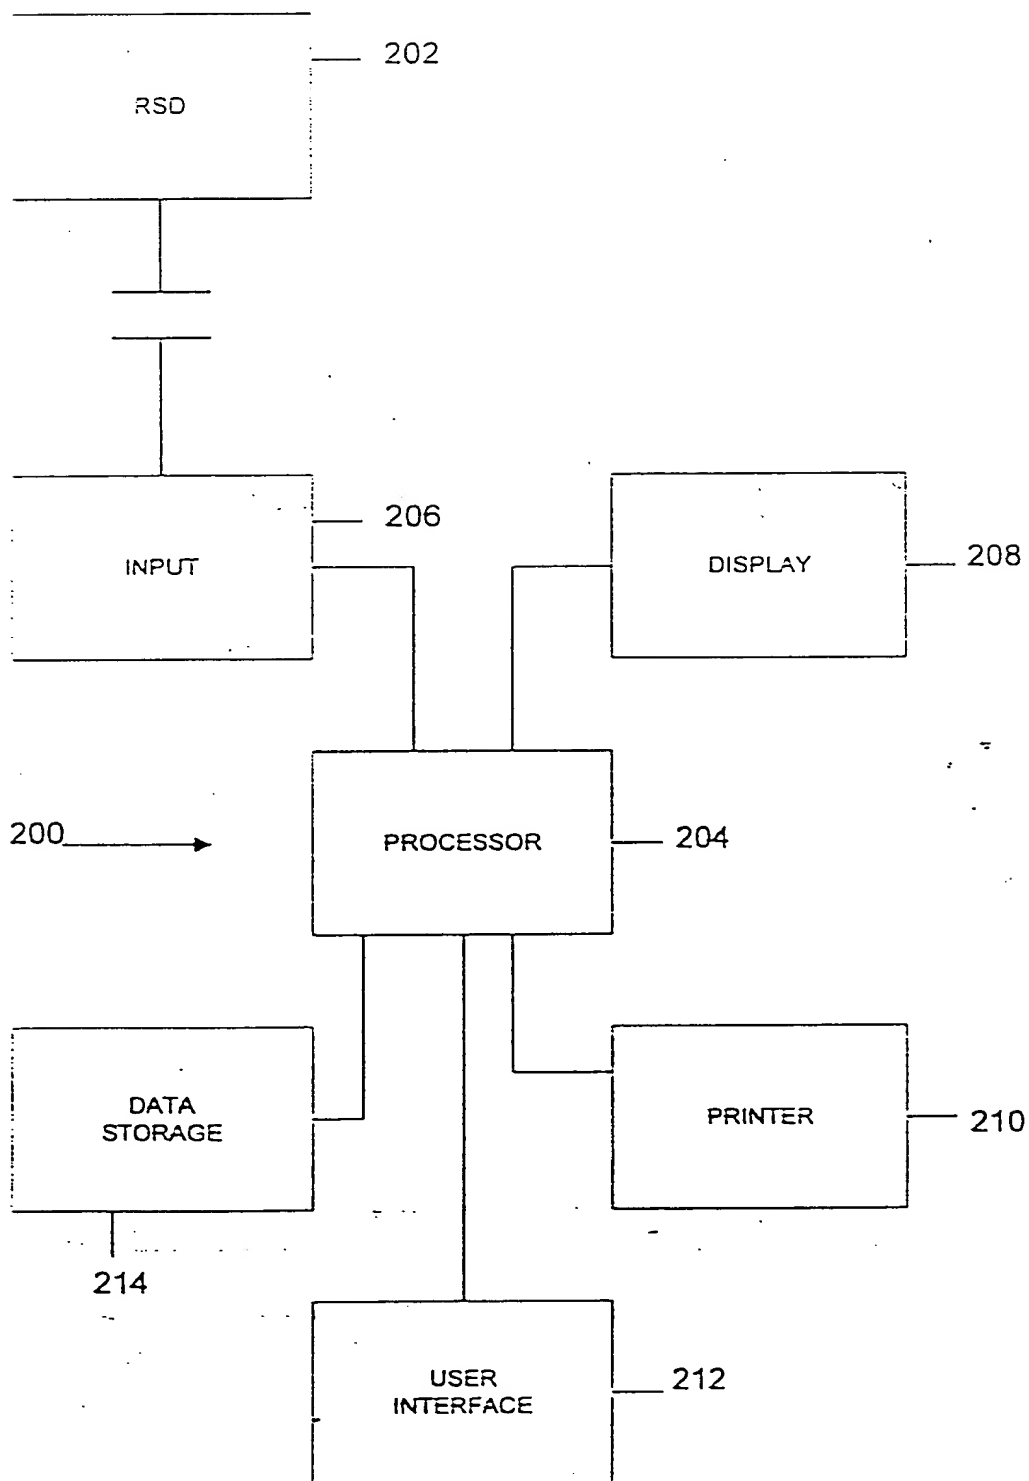 202
RSD
206
INPUT
DISPLAY
208
200
PROCESSOR
204
DATA
STORAGE
PRINTER
210
214
USER
INTERFACE
212